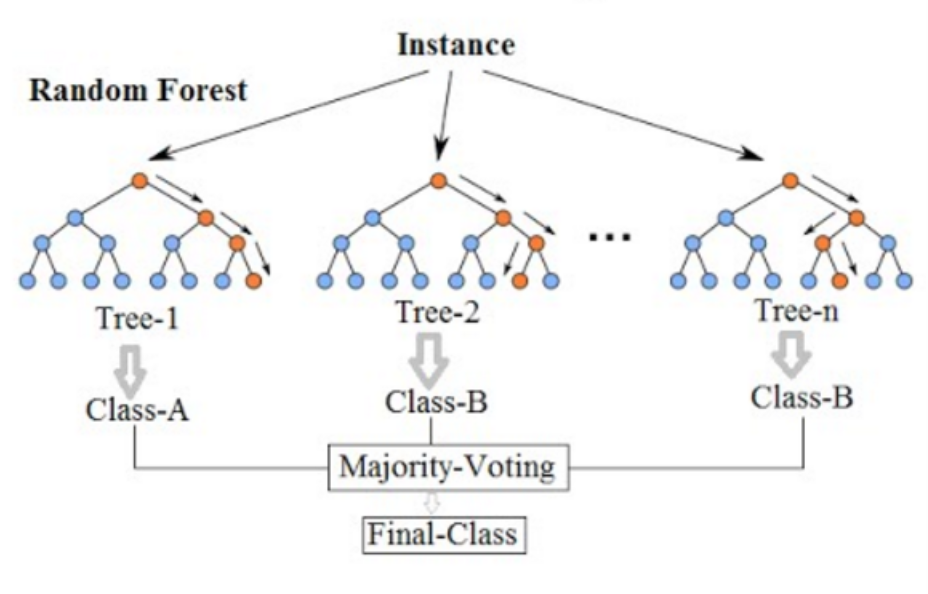 Instance
Random Forest
...
Tree-1
Tree-2
Tree-n
Class-A
Class-B
Class-B
Majority-Voting
Final-Class